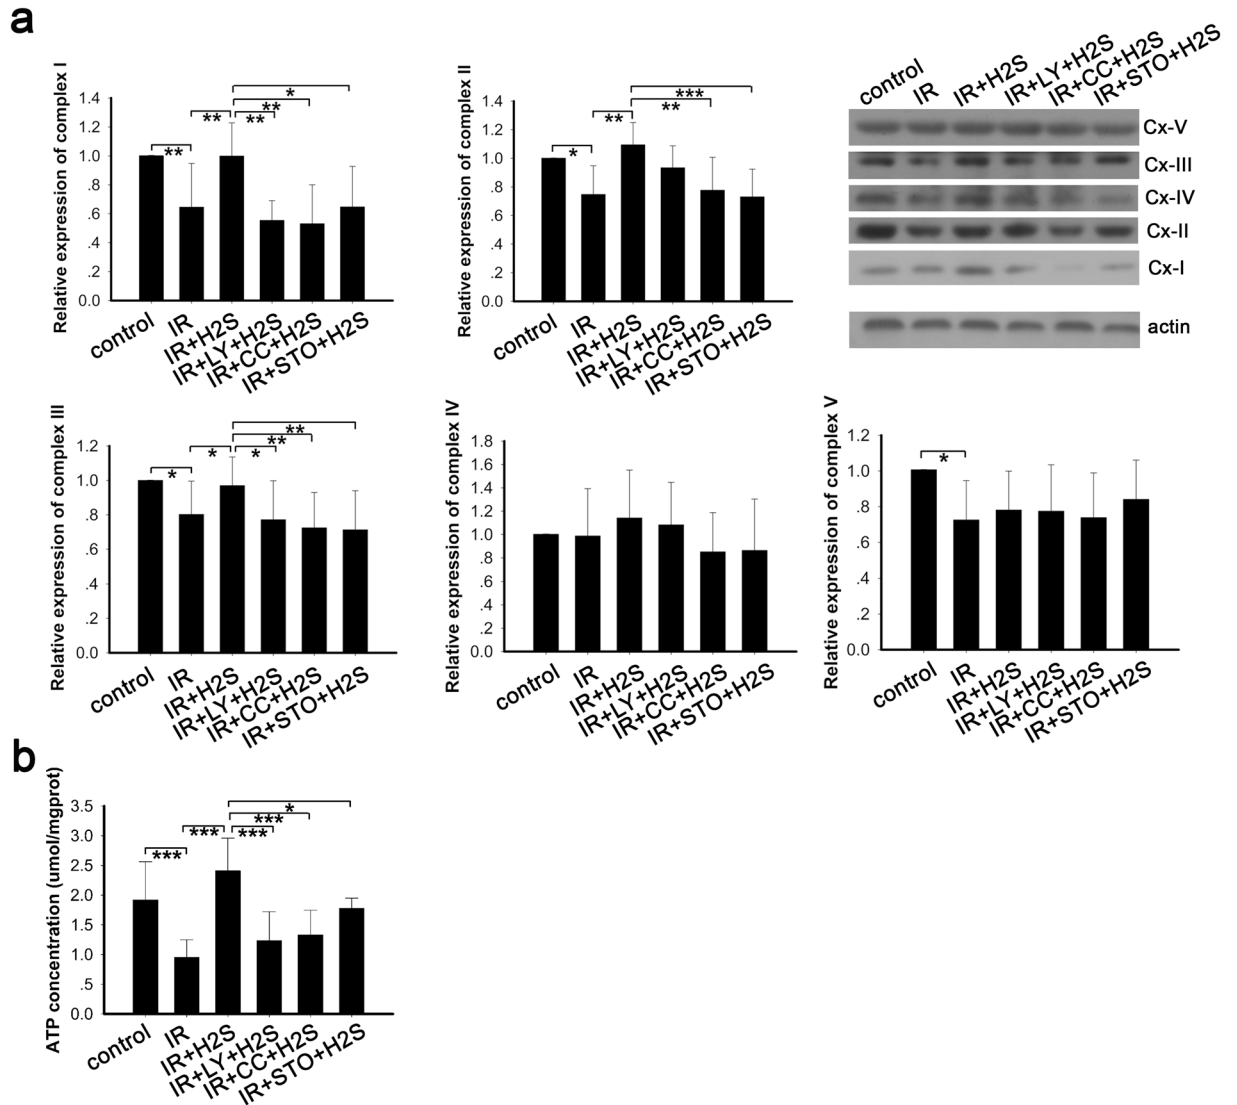 a
Relative expression of complex I
1.4
1.2
1.0
.8
.6
.4
.2
0.0
**
**
**
**
*
control
IR
IR+H2S
IR+LY+H2S
IR+CC+H2S
IR+STO+H2S
Relative expression of complex II
1.4
1.2
1.0
.8
.6
.4
.2
0.0
*
**
**
***
control
IR
IR+H2S
IR+LY+H2S
IR+CC+H2S
IR+STO+H2S
control
IR
IR+H2S
IR+LY+H2S
IR+CC+H2S
IR+STO+H2S
Cx-V
Cx-III
Cx-IV
Cx-II
Cx-I
actin
Relative expression of complex III
1.2
1.0
.8
.6
.4
.2
0.0
*
*
*
**
**
control
IR
IR+H2S
IR+LY+H2S
IR+CC+H2S
IR+STO+H2S
Relative expression of complex IV
1.8
1.6
1.4
1.2
1.0
.8
.6
.4
.2
0.0
control
IR
IR+H2S
IR+LY+H2S
IR+CC+H2S
IR+STO+H2S
Relative expression of complex V
1.2
1.0
.8
.6
.4
.2
0.0
*
control
IR
IR+H2S
IR+LY+H2S
IR+CC+H2S
IR+STO+H2S
b
ATP concentration (umol/mgprot)
3.5
3.0
2.5
2.0
1.5
1.0
.5
0.0
***
***
***
***
*
control
IR
IR+H2S
IR+LY+H2S
IR+CC+H2S
IR+STO+H2S